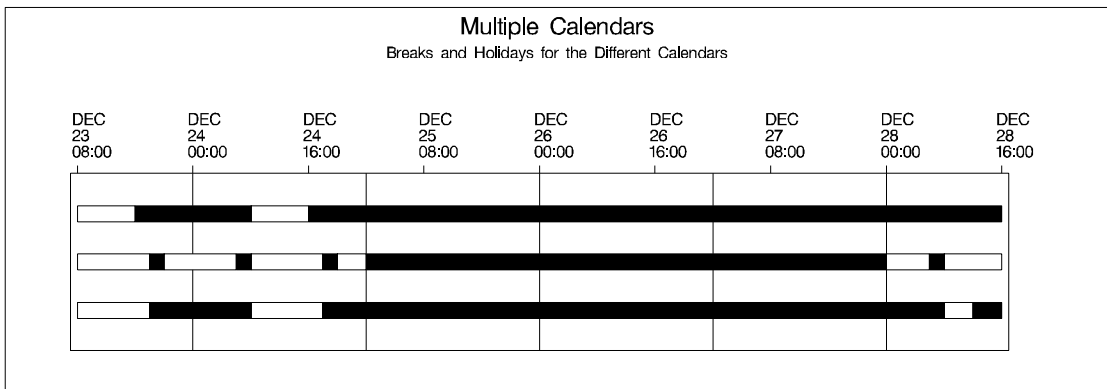 Multiple Calendars
Breaks and Holidays for the Different Calendars
DEC DEC DEC DEC DEC DEC DEC DEC DEC
23 24 24 25 26 26 27 28 28
08:00 00:00 16:00 08:00 00:00 16:00 08:00 00:00 16:00